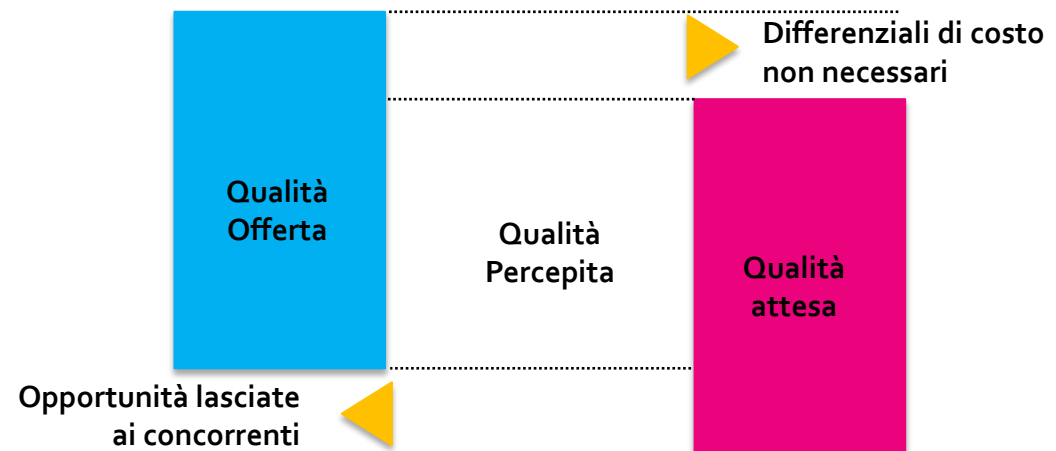 Differenziali di costo
non necessari
Qualità
Offerta
Qualità
Percepita
Qualità
attesa
Opportunità lasciate
ai concorrenti